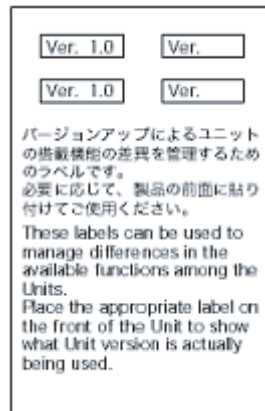 Ver. 1.0 Ver.
Ver. 1.0 Ver.
バージョンアップによるユニット
の搭載機能の差異を管理するため
のラベルです。
必要に応じて、製品の前面に貼り
付けてご使用ください。
These labels can be used to
manage differences in the
available functions among the
Units.
Place the appropriate label on
the front of the Unit to show
what Unit version is actually
being used.